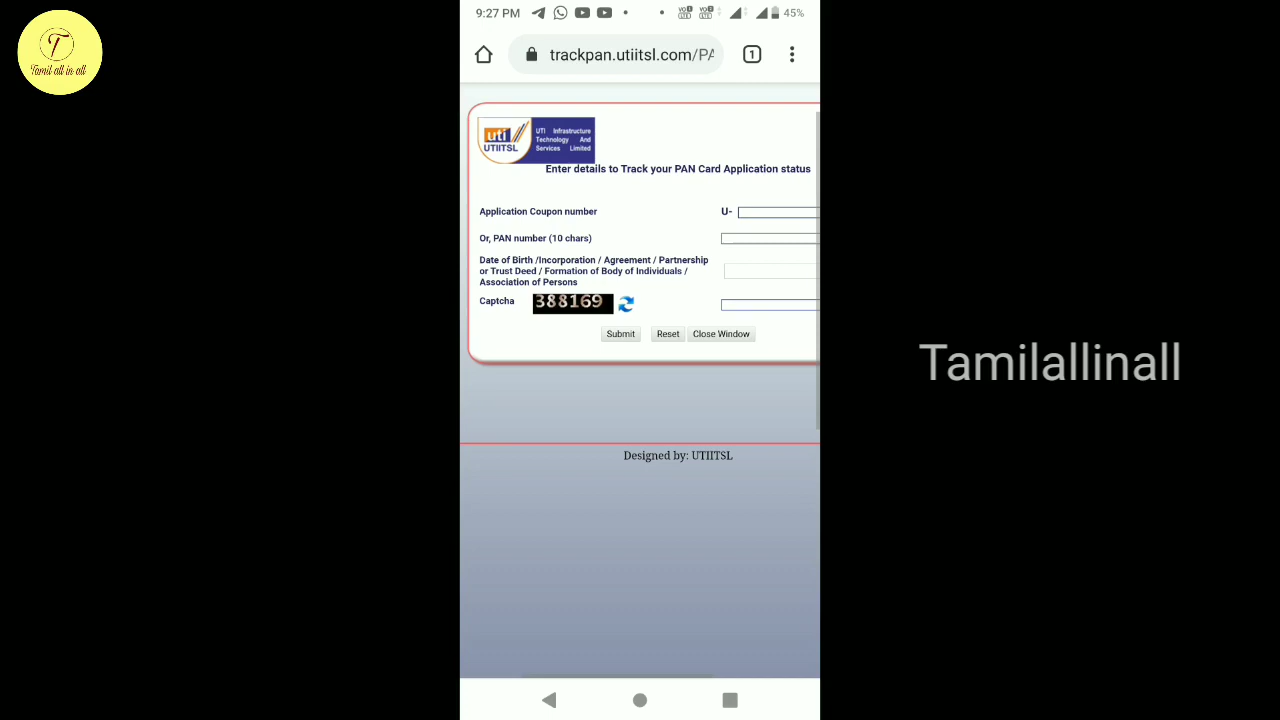 T
Tamil all in all
9:27 PM
45%
trackpan.utiitsl.com/PA
1
uti
UTIITSL
UTI Infrastructure
Technology And
Services Limited
Enter details to Track your PAN Card Application status
Application Coupon number U-
Or, PAN number (10 chars)
Date of Birth /Incorporation / Agreement / Partnership
or Trust Deed / Formation of Body of Individuals /
Association of Persons
Captcha 388169
Submit Reset Close Window
Designed by: UTIITSL
Tamilallinall